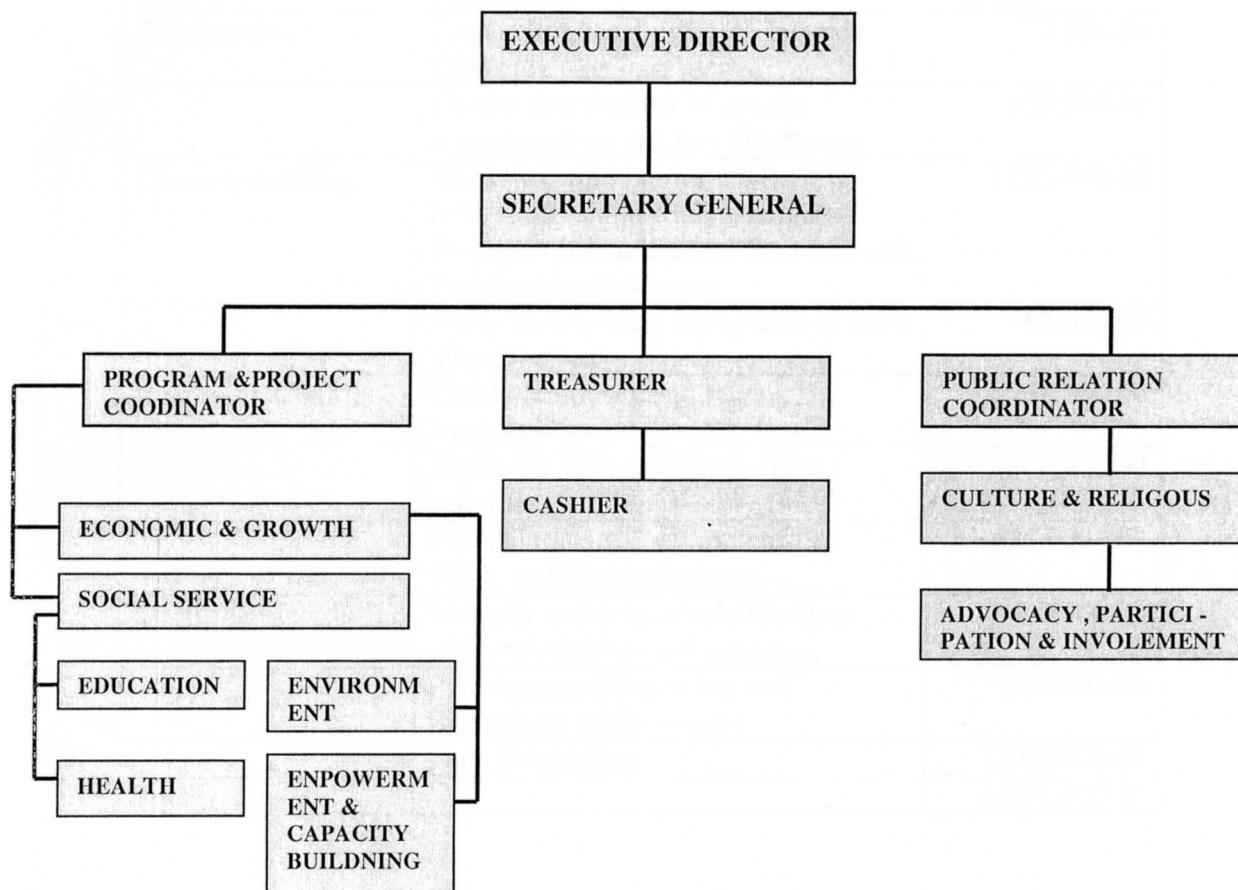 EXECUTIVE DIRECTOR
SECRETARY GENERAL
PROGRAM &PROJECT
COODINATOR
TREASURER
PUBLIC RELATION
COORDINATOR
CASHIER
CULTURE & RELIGOUS
ECONOMIC & GROWTH
SOCIAL SERVICE
ADVOCACY , PARTICI -
PATION & INVOLEMENT
EDUCATION
ENVIRONM
ENT
HEALTH
ENPOWERM
ENT &
CAPACITY
BUILDNING